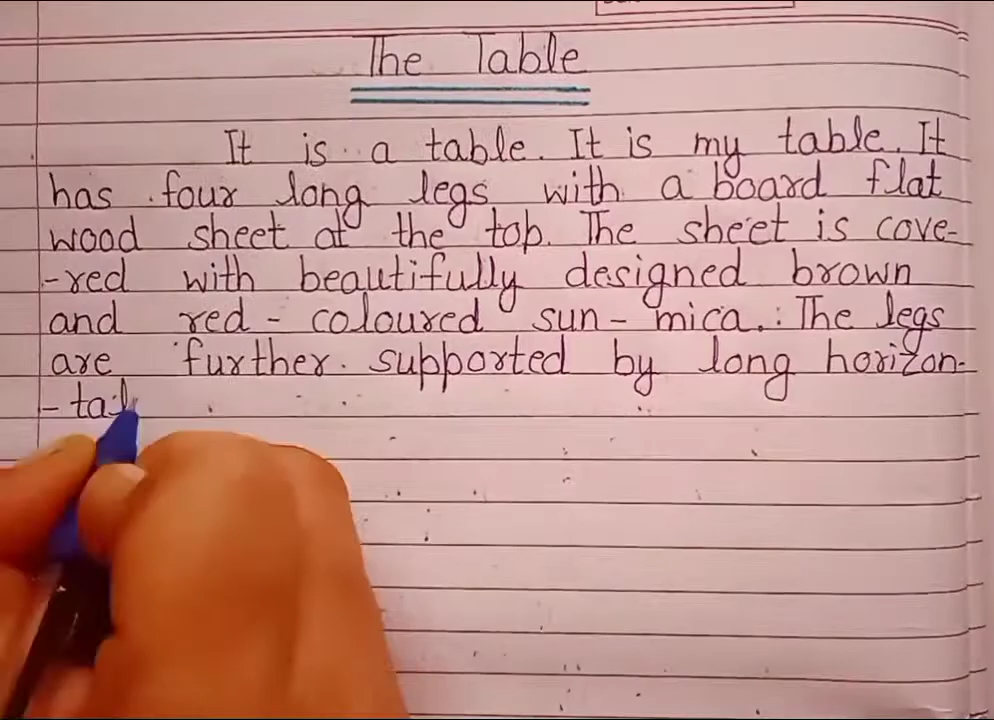 The Table
It is a table. It is my table. It
has four long legs with a board flat
wood sheet at the top. The sheet is cove-
-red with beautifully designed brown
and red - coloured sun - mica. The legs
are further supported by long horizon-
- tal